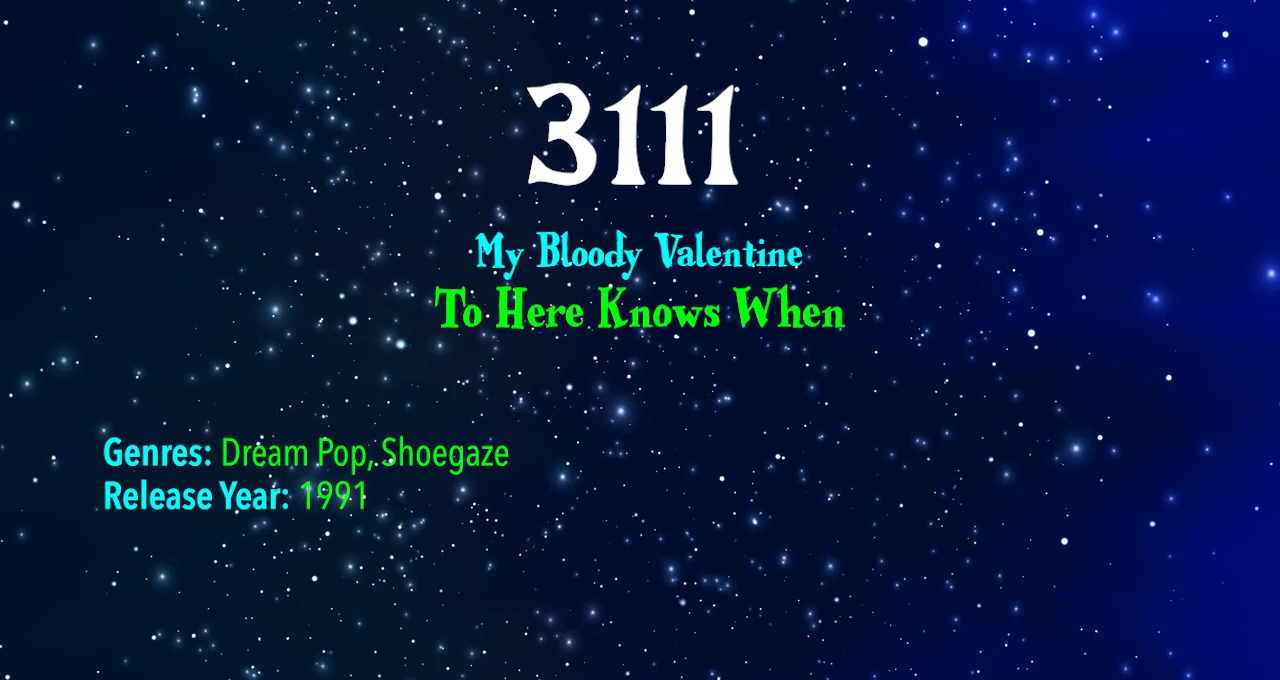 3111
My Bloody Valentine
To Here Knows When
Genres: Dream Pop, Shoegaze
Release Year: 1991